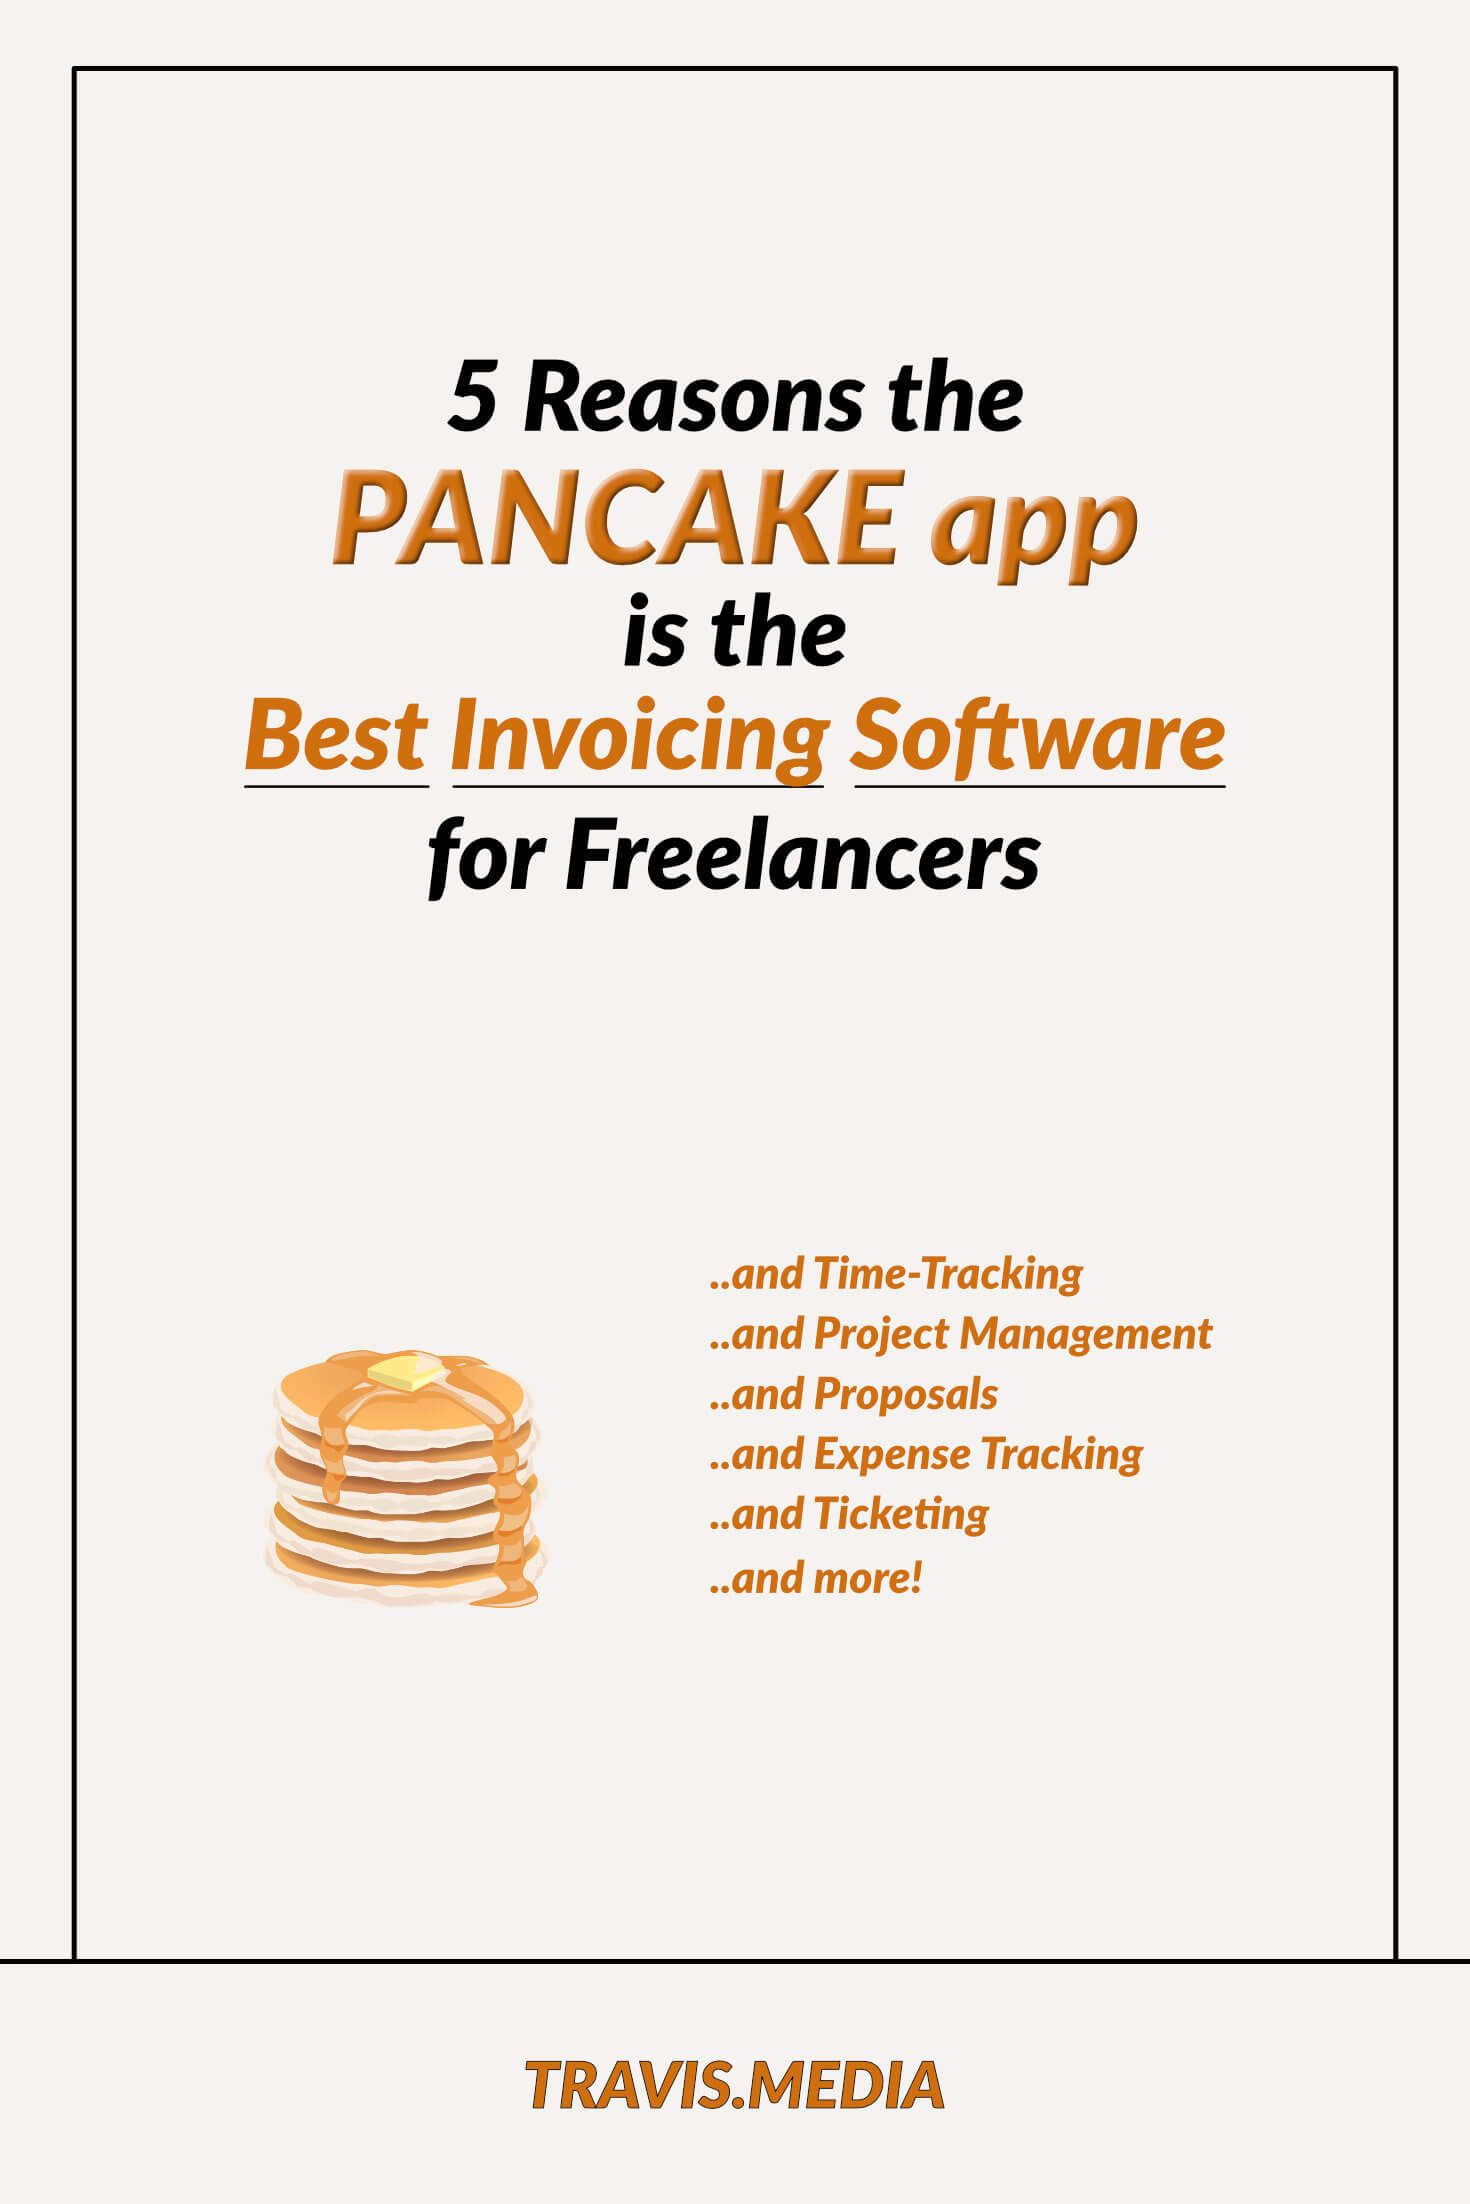 5 Reasons the
PANCAKE app
is the
Best Invoicing Software
for Freelancers
..and Time-Tracking
..and Project Management
..and Proposals
..and Expense Tracking
..and Ticketing
..and more!
TRAVIS.MEDIA